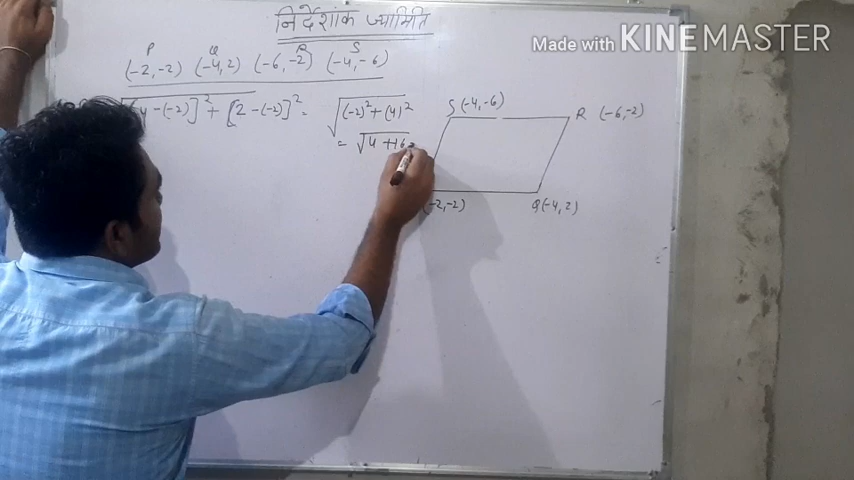 निर्देशांक ज्यामिति
Made with KINEMASTER
P Q R S
(-2,-2) (-4,2) (-6,-2) (-4,-6)
4-(-2)]² + [2-(-2)]² = √(-2)² + (4)²
= √4 + 16
S(-4,-6)
R (-6,-2)
(-2,-2)
Q(-4,2)